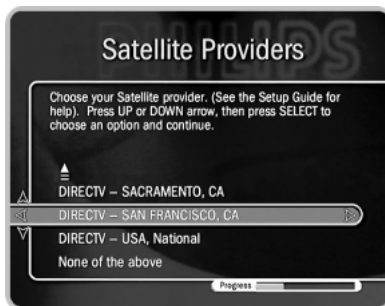 PHILIPS
Satellite Providers
Choose your Satellite provider. (See the Setup Guide for
help). Press UP or DOWN arrow, then press SELECT to
choose an option and continue.
DIRECTV – SACRAMENTO, CA
DIRECTV – SAN FRANCISCO, CA
DIRECTV – USA, National
None of the above
Progress